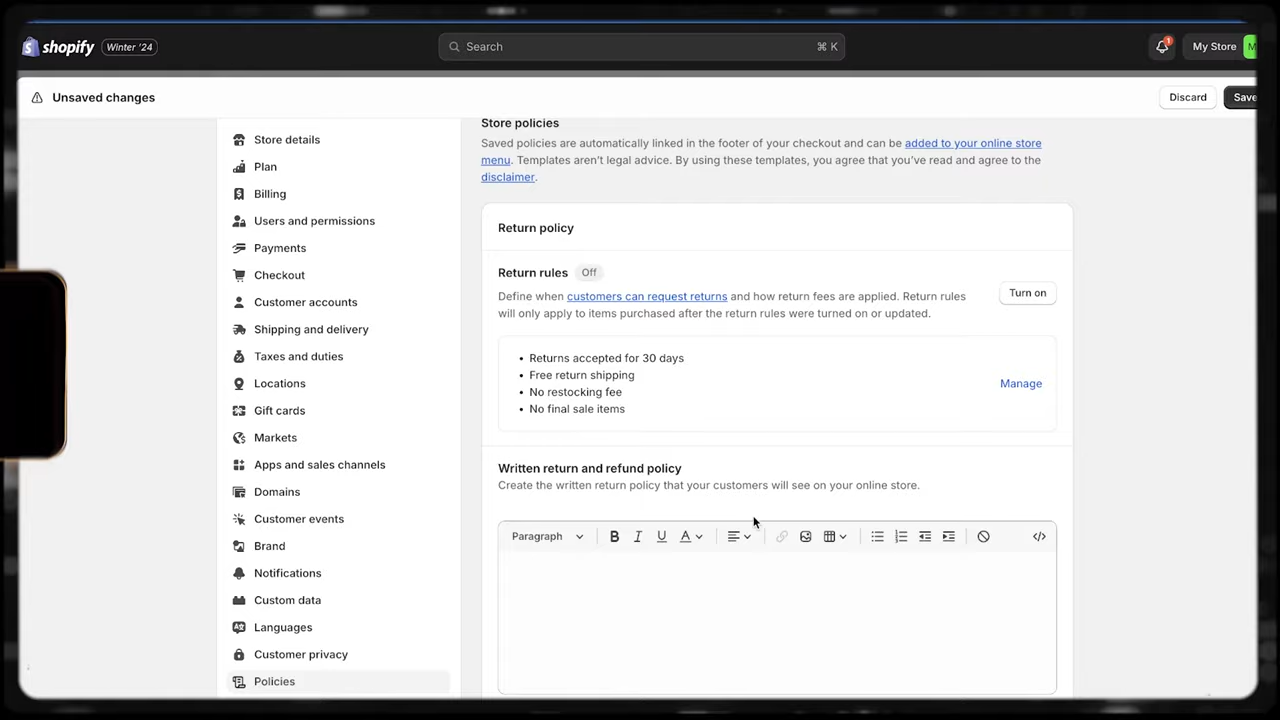 shopify Winter '24 Search ⌘ K 1 My Store M
Unsaved changes Discard Save
Store details
Plan
Billing
Users and permissions
Payments
Checkout
Customer accounts
Shipping and delivery
Taxes and duties
Locations
Gift cards
Markets
Apps and sales channels
Domains
Customer events
Brand
Notifications
Custom data
Languages
Customer privacy
Policies
Store policies
Saved policies are automatically linked in the footer of your checkout and can be added to your online store
menu. Templates aren't legal advice. By using these templates, you agree that you've read and agree to the
disclaimer.
Return policy
Return rules Off
Define when customers can request returns and how return fees are applied. Return rules
will only apply to items purchased after the return rules were turned on or updated.
Turn on
• Returns accepted for 30 days
• Free return shipping
• No restocking fee
• No final sale items
Manage
Written return and refund policy
Create the written return policy that your customers will see on your online store.
Paragraph B I U A